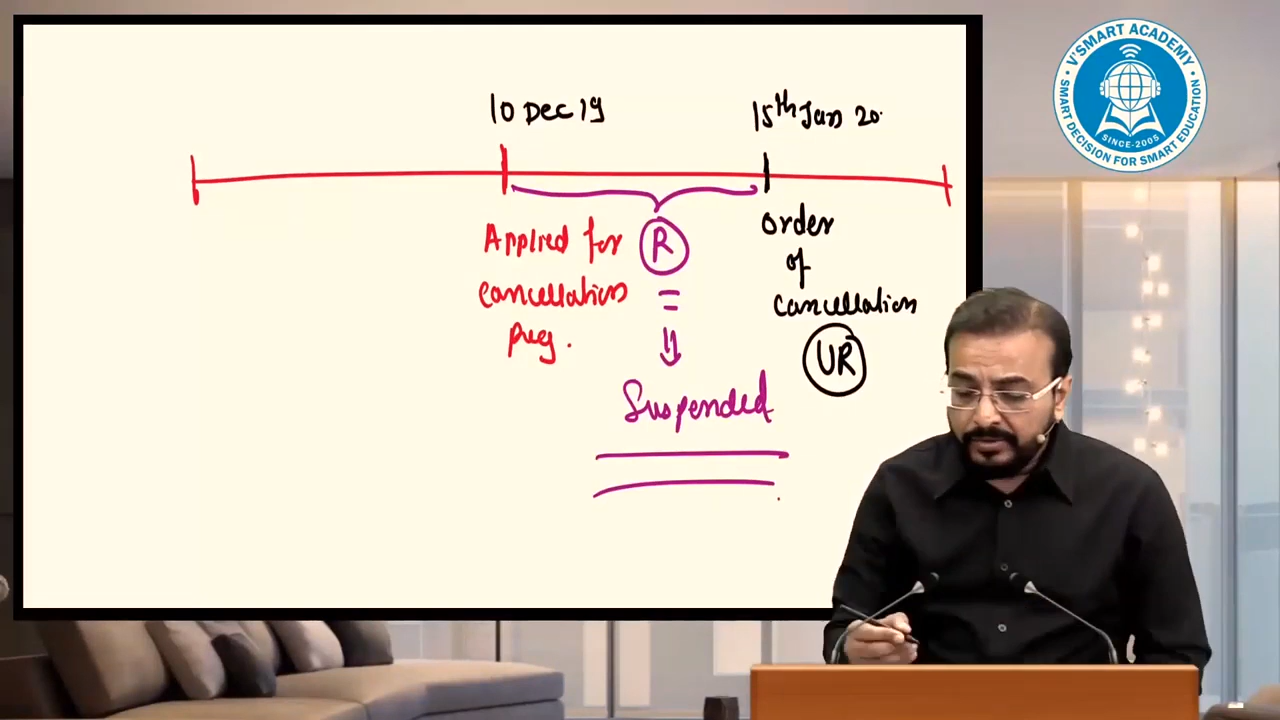 10 Dec 19
15th Jan 20.
Applied for
cancellation
reg.
R
Suspended
Order
of
cancellation
UR
V'SMART ACADEMY
SMART DECISION FOR SMART EDUCATION
SINCE-2005